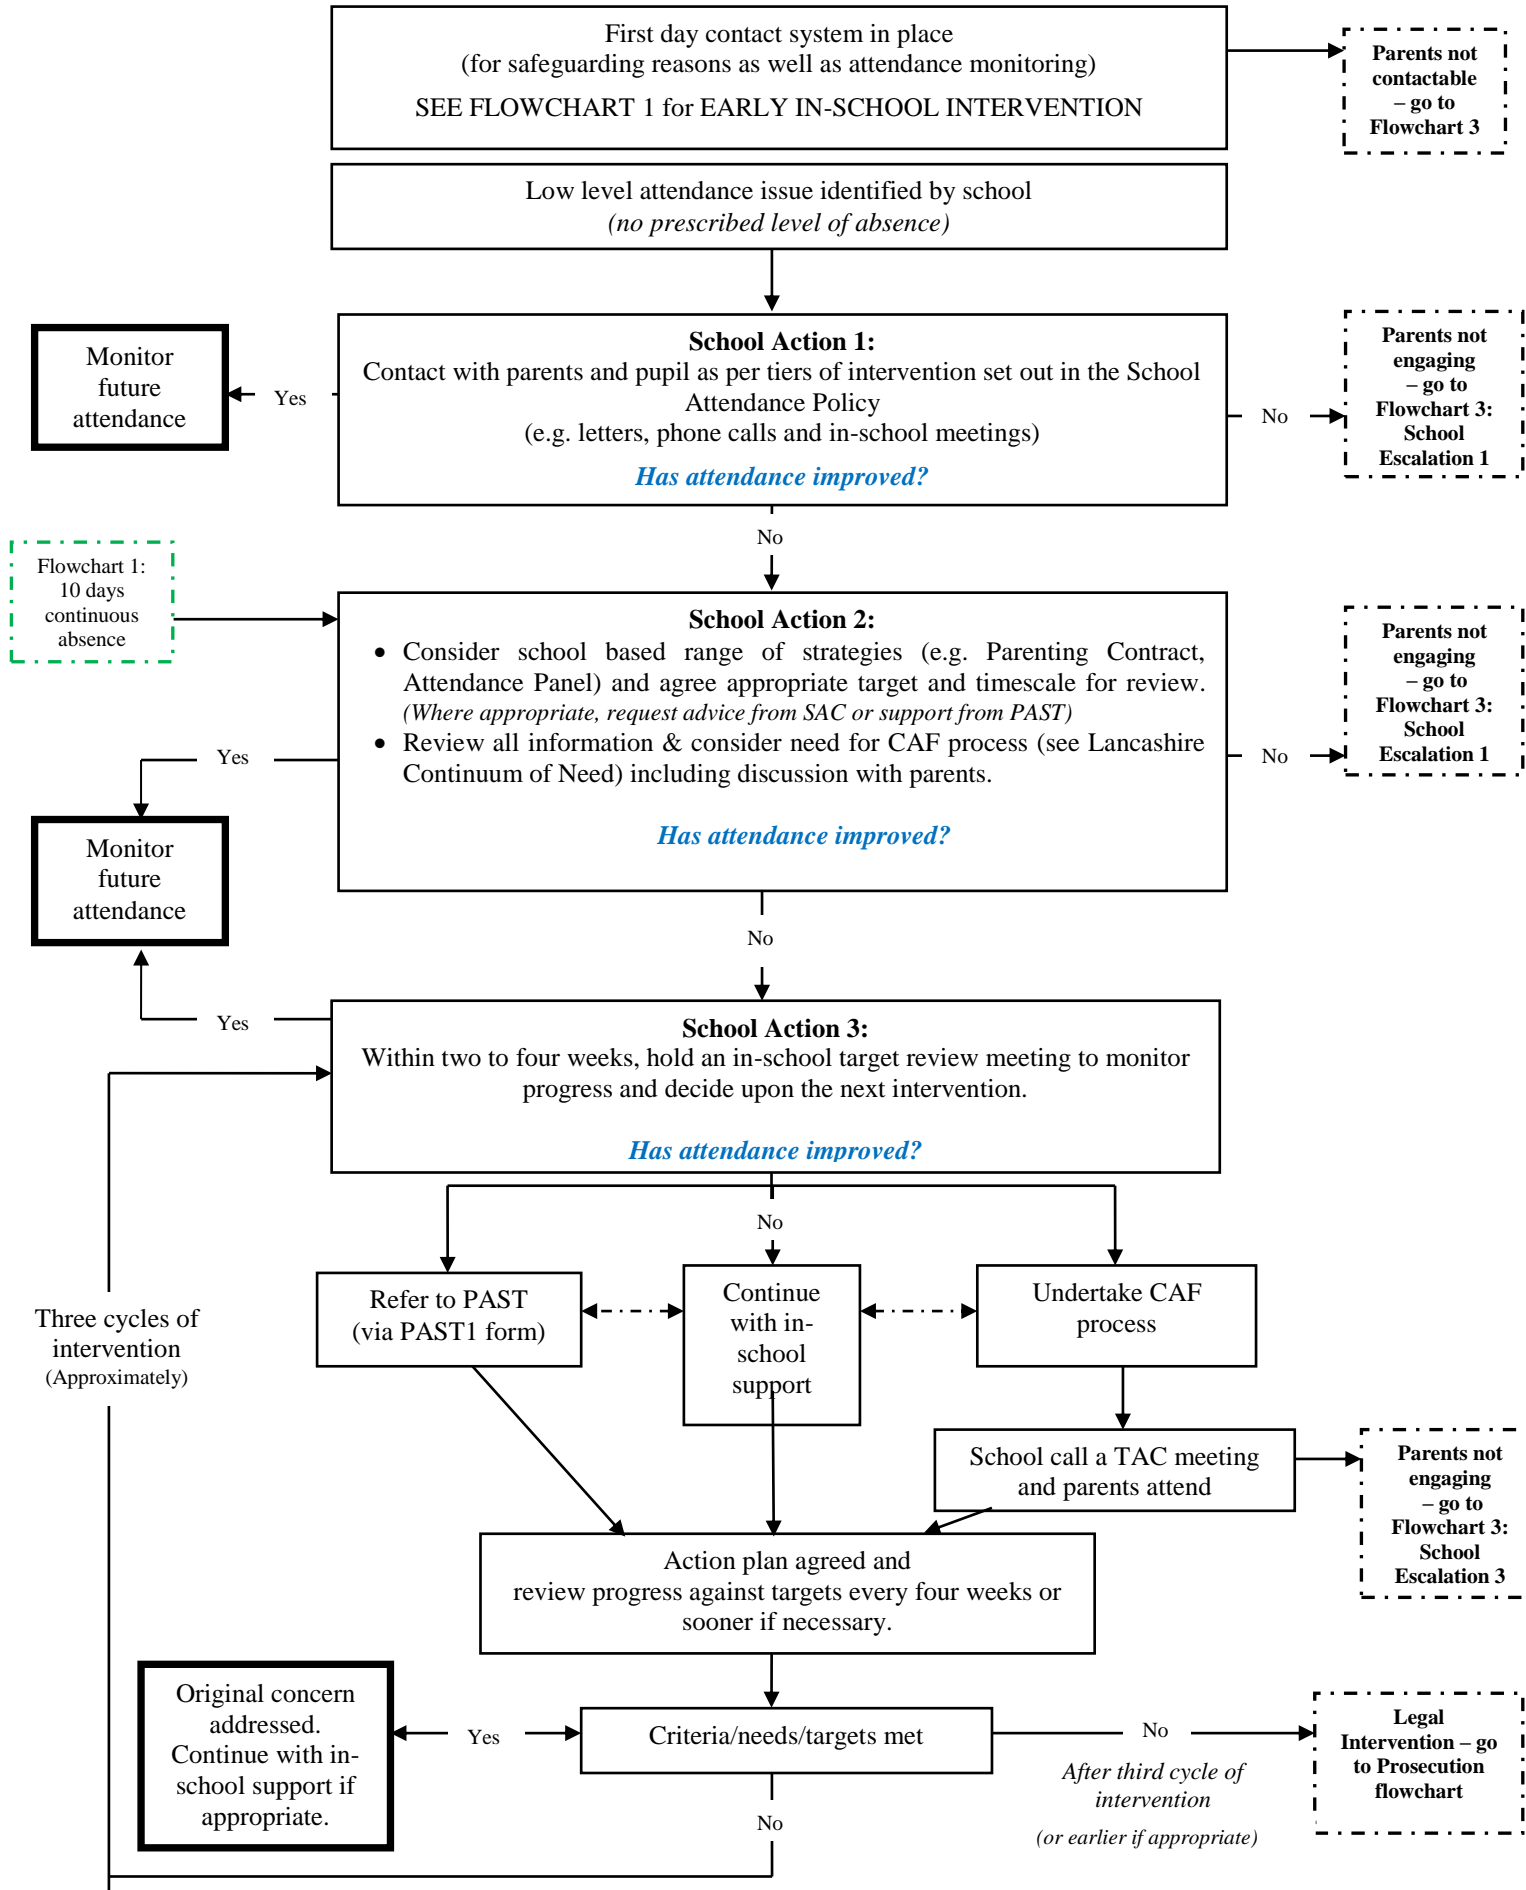 First day contact system in place
(for safeguarding reasons as well as attendance monitoring)
SEE FLOWCHART 1 for EARLY IN-SCHOOL INTERVENTION
Parents not
contactable
– go to
Flowchart 3
Low level attendance issue identified by school
(no prescribed level of absence)
Monitor
future
attendance
Yes
School Action 1:
Contact with parents and pupil as per tiers of intervention set out in the School
Attendance Policy
(e.g. letters, phone calls and in-school meetings)
Has attendance improved?
No
Parents not
engaging
– go to
Flowchart 3:
School
Escalation 1
No
Flowchart 1:
10 days
continuous
absence
School Action 2:
• Consider school based range of strategies (e.g. Parenting Contract,
Attendance Panel) and agree appropriate target and timescale for review.
(Where appropriate, request advice from SAC or support from PAST)
• Review all information & consider need for CAF process (see Lancashire
Continuum of Need) including discussion with parents.
Has attendance improved?
No
Parents not
engaging
– go to
Flowchart 3:
School
Escalation 1
Yes
Monitor
future
attendance
No
Yes
School Action 3:
Within two to four weeks, hold an in-school target review meeting to monitor
progress and decide upon the next intervention.
Has attendance improved?
No
Three cycles of
intervention
(Approximately)
Refer to PAST
(via PAST1 form)
Continue
with in-
school
support
Undertake CAF
process
School call a TAC meeting
and parents attend
Parents not
engaging
– go to
Flowchart 3:
School
Escalation 3
Action plan agreed and
review progress against targets every four weeks or
sooner if necessary.
Original concern
addressed.
Continue with in-
school support if
appropriate.
Yes
Criteria/needs/targets met
No
After third cycle of
intervention
(or earlier if appropriate)
Legal
Intervention – go
to Prosecution
flowchart
No